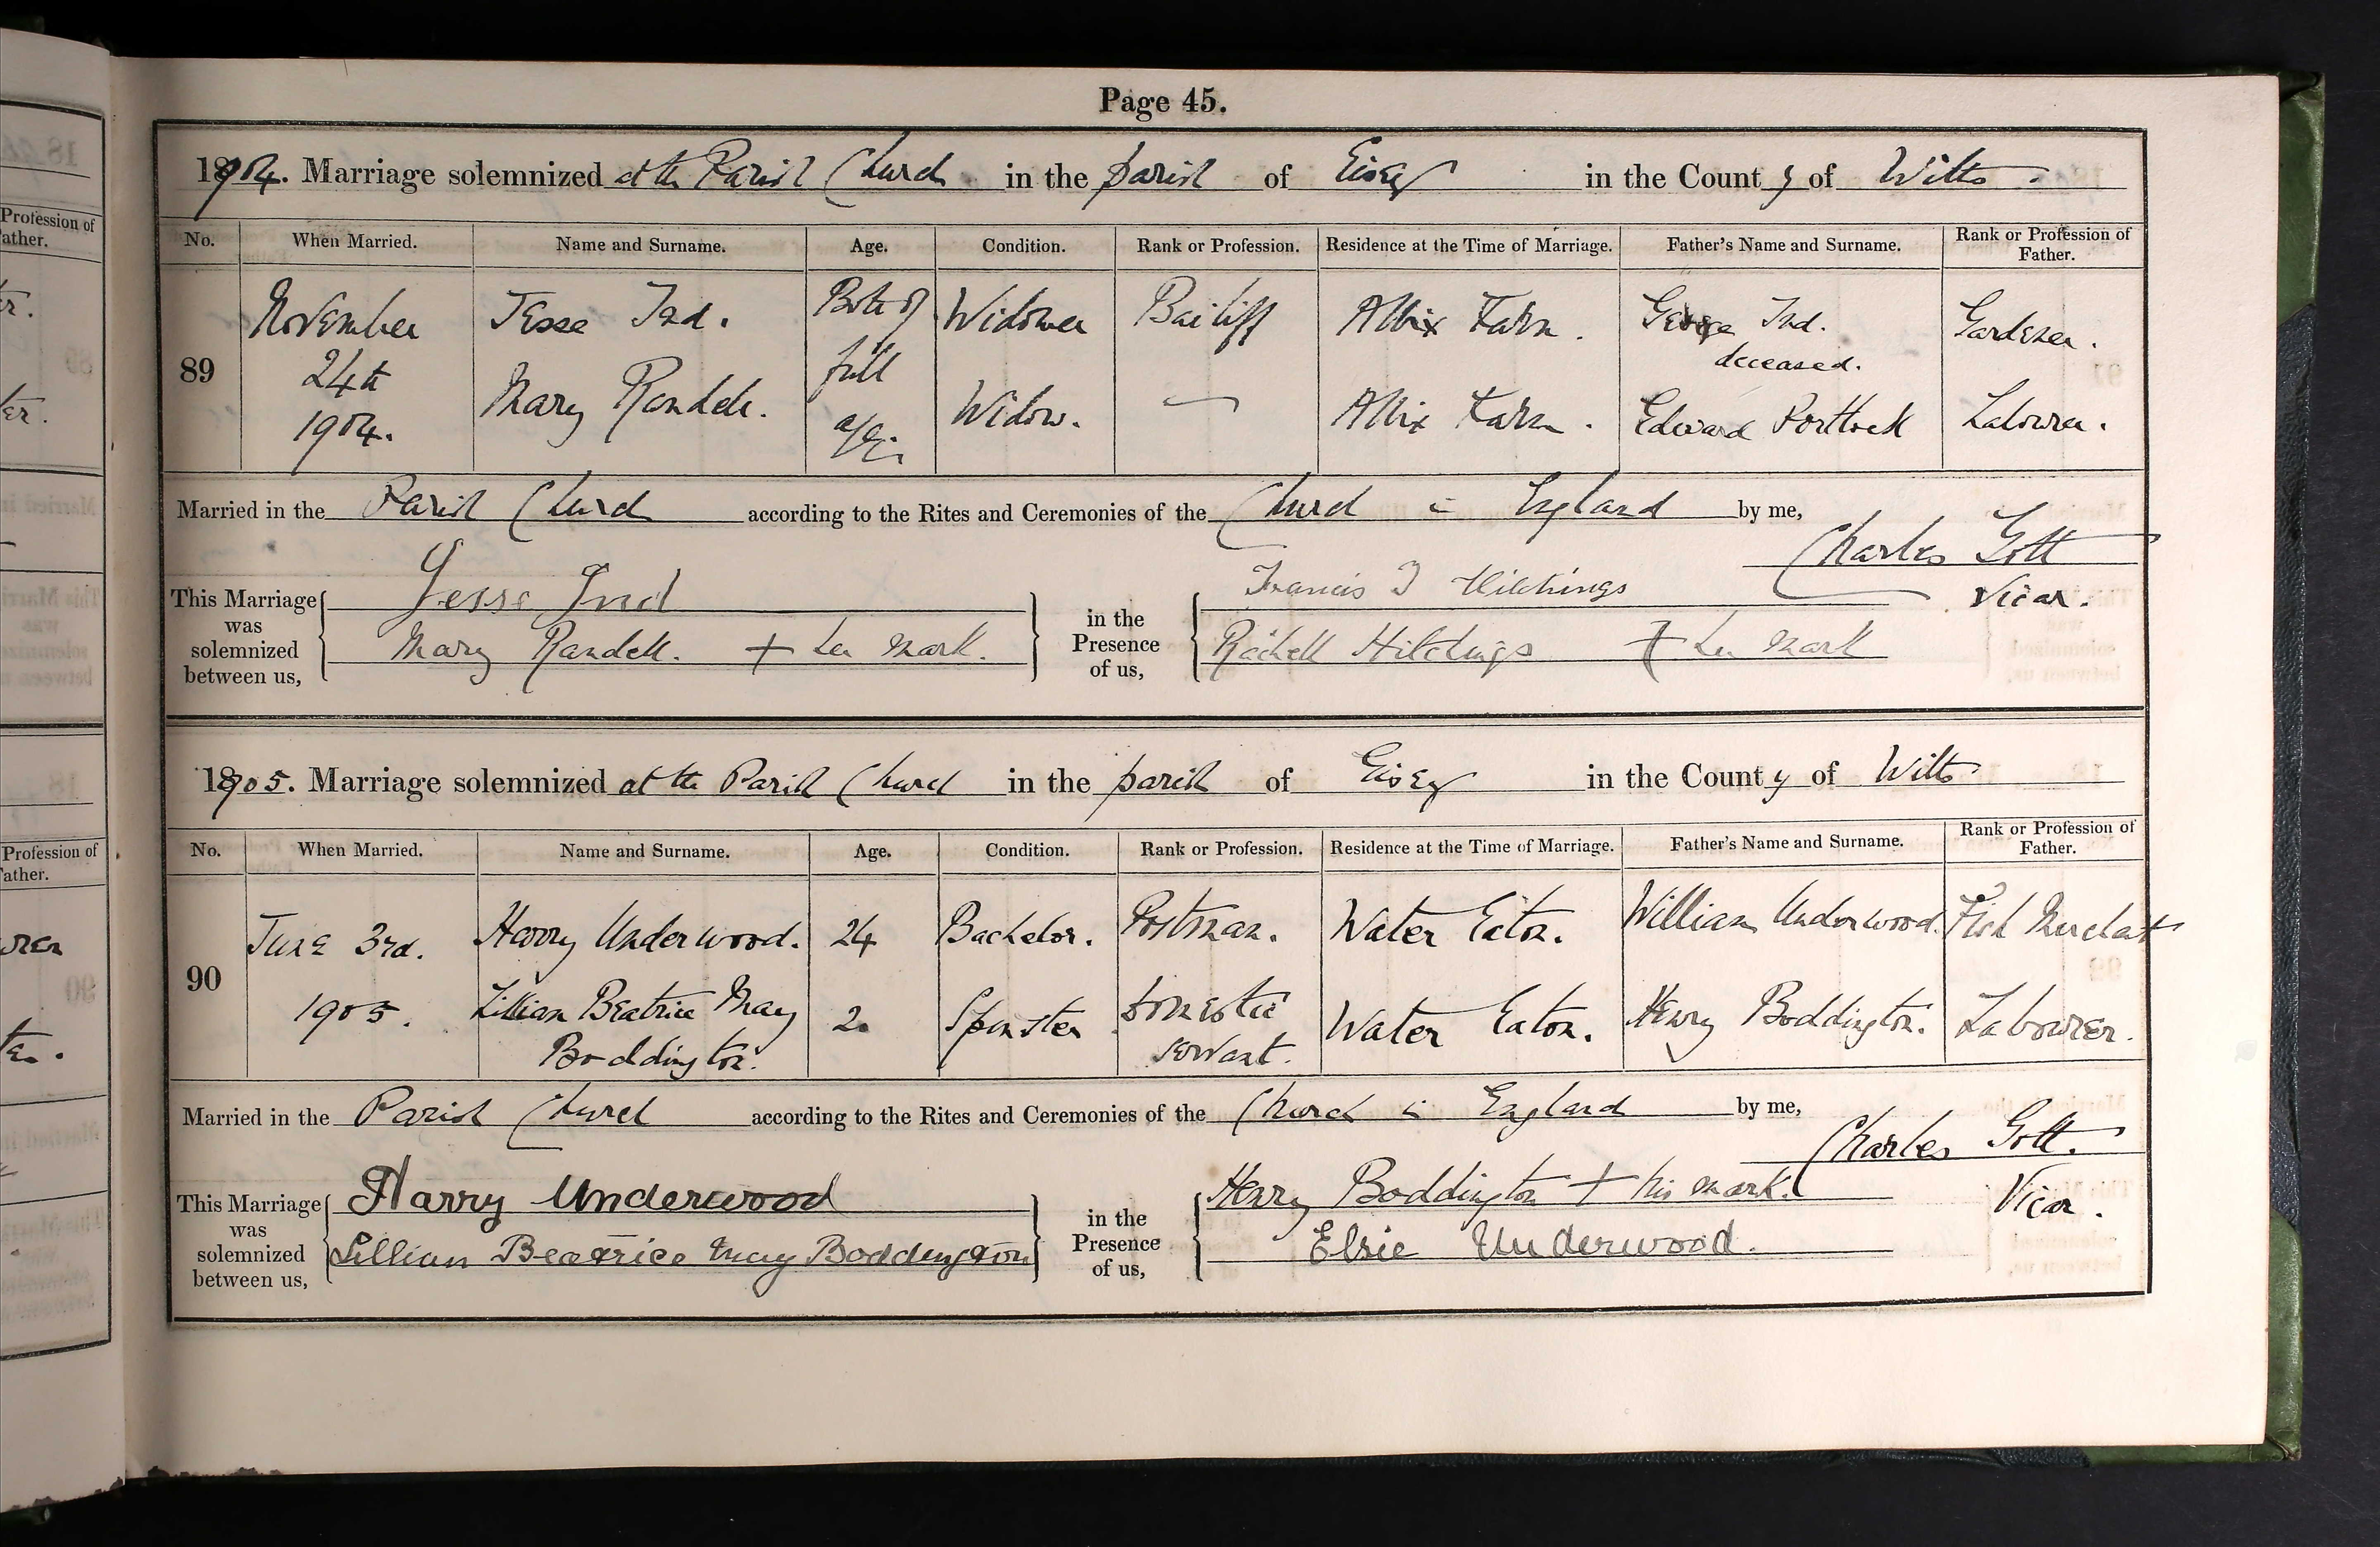 Page 45.
1904. Marriage solemnized at the Parish Church in the parish of Eisey in the County of Wilts.
No. When Married. Name and Surname. Age. Condition. Rank or Profession. Residence at the Time of Marriage. Father's Name and Surname. Rank or Profession of Father.
89 November 24th 1904. Jesse Ind. Both of full age. Widower Bailiff Allix Farm. George Ind. deceased. Gardener.
Mary Randell. Widow. — Allix Farm. Edward Portlock Labourer.
Married in the Parish Church according to the Rites and Ceremonies of the Church in England by me,
Charles Gott
Vicar.
This Marriage was solemnized between us, Jesse Ind in the Presence of us, Francis J Hitchings
Mary Randell. + her mark. Rachell Hitchings + her mark
1905. Marriage solemnized at the Parish Church in the parish of Eisey in the County of Wilts
No. When Married. Name and Surname. Age. Condition. Rank or Profession. Residence at the Time of Marriage. Father's Name and Surname. Rank or Profession of Father.
90 June 3rd. 1905. Harry Underwood. 24 Bachelor. Postman. Water Eaton. William Underwood. Fish Merchant
Lillian Beatrice May Boddington. 20 Spinster domestic servant. Water Eaton. Henry Boddington. Labourer.
Married in the Parish Church according to the Rites and Ceremonies of the Church in England by me,
Charles Gott.
Vicar.
This Marriage was solemnized between us, Harry Underwood in the Presence of us, Henry Boddington + his mark.
Lillian Beatrice May Boddington Elsie Underwood.